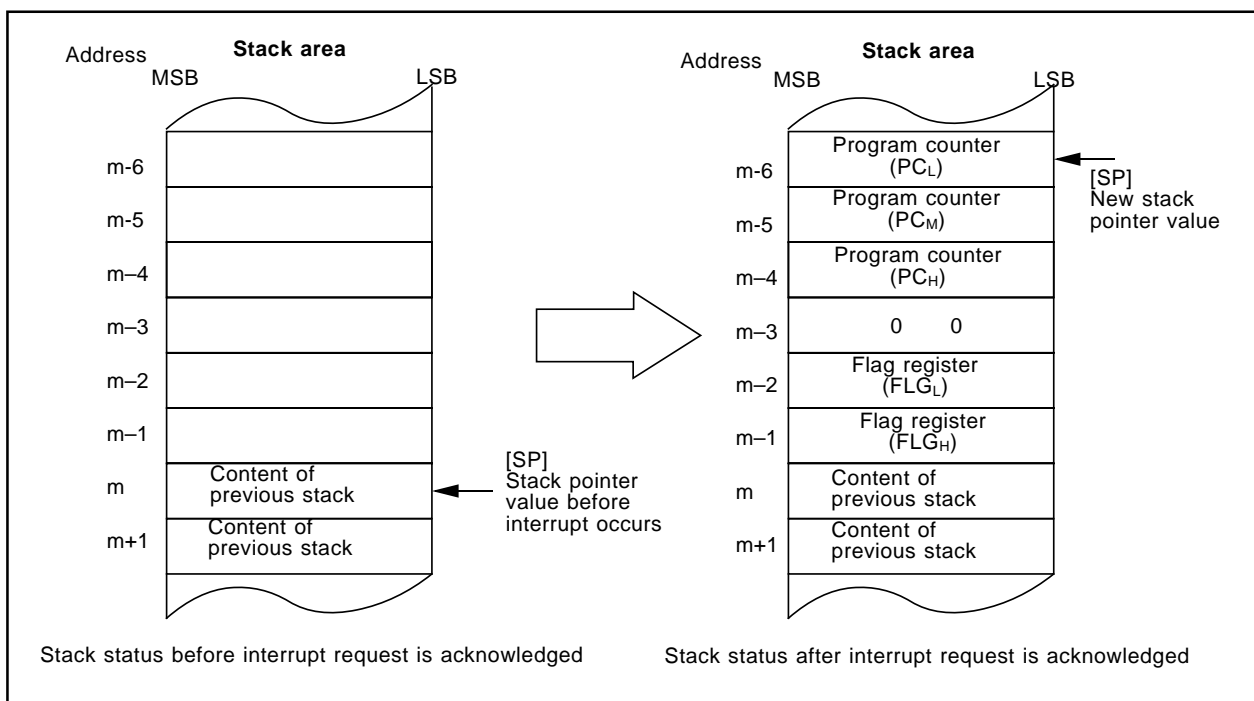 Stack area
Address
MSB
LSB
m-6
m-5
m–4
m–3
m–2
m–1
m
Content of
previous stack
m+1
Content of
previous stack
[SP]
Stack pointer
value before
interrupt occurs
Stack status before interrupt request is acknowledged
Stack area
Address
MSB
LSB
m-6
Program counter
(PCL)
m-5
Program counter
(PCM)
m–4
Program counter
(PCH)
m–3
0 0
m–2
Flag register
(FLGL)
m–1
Flag register
(FLGH)
m
Content of
previous stack
m+1
Content of
previous stack
[SP]
New stack
pointer value
Stack status after interrupt request is acknowledged